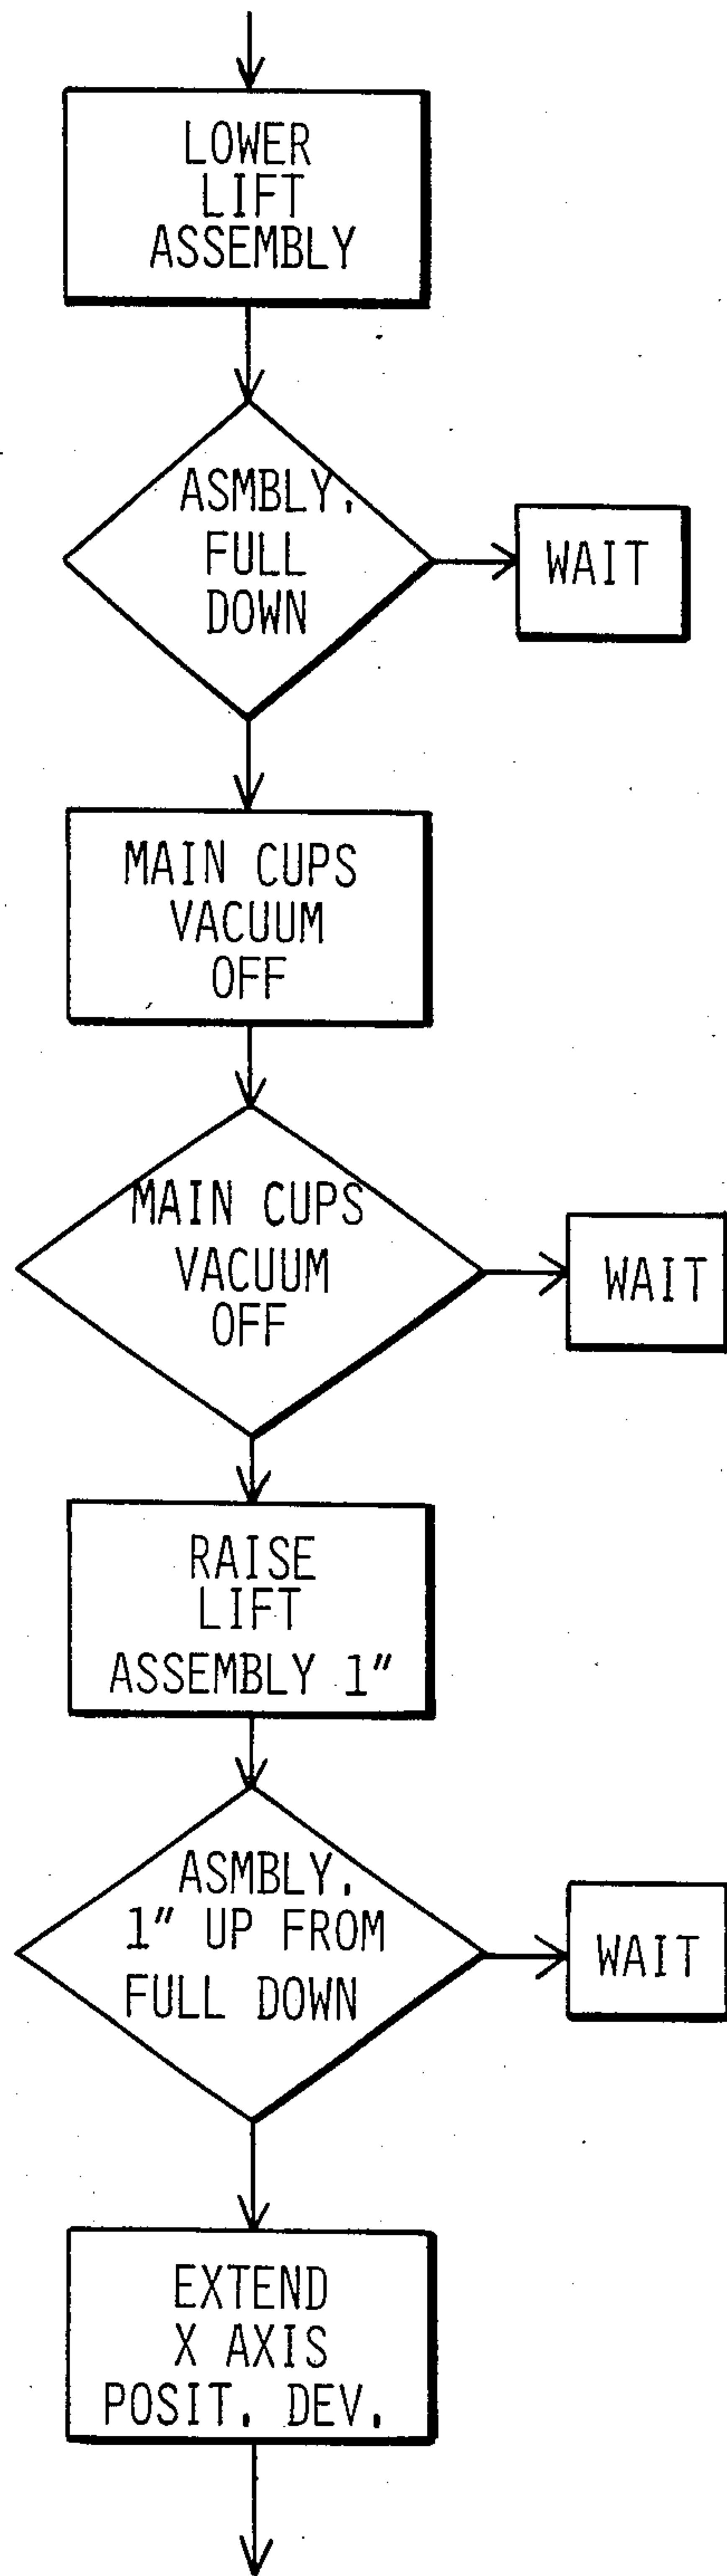 LOWER
LIFT
ASSEMBLY
ASMBLY.
FULL
DOWN
WAIT
MAIN CUPS
VACUUM
OFF
MAIN CUPS
VACUUM
OFF
WAIT
RAISE
LIFT
ASSEMBLY 1"
ASMBLY.
1" UP FROM
FULL DOWN
WAIT
EXTEND
X AXIS
POSIT. DEV.